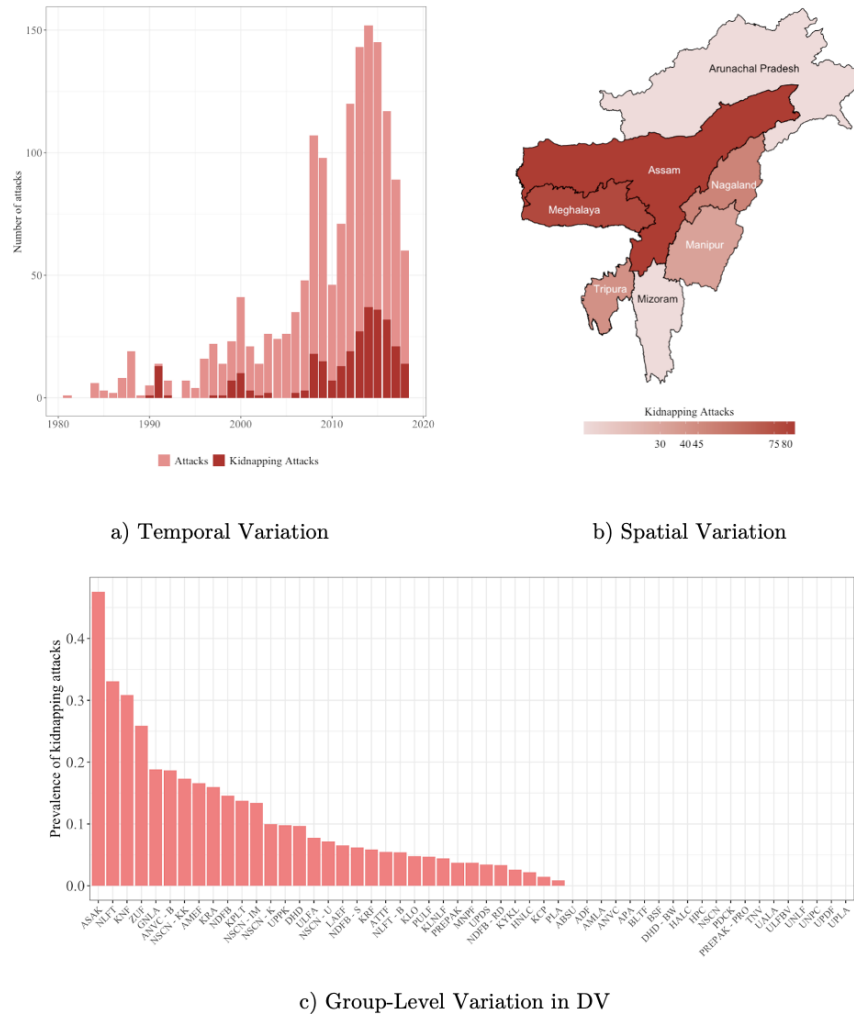 150
100
50
0
Number of attacks
1980 1990 2000 2010 2020
Attacks Kidnapping Attacks
Arunachal Pradesh
Assam
Nagaland
Meghalaya
Manipur
Tripura
Mizoram
Kidnapping Attacks
30 40 45 75 80
a) Temporal Variation
b) Spatial Variation
Prevalence of kidnapping attacks
0.4
0.3
0.2
0.1
0.0
ASAK
NLFT
KNF
ZUF
GNLA
ANVC - B
NSCN - KK
AMEF
KRA
NDFB
KPLT
NSCN - IM
NSCN - K
UPPK
DHD
ULFA
NSCN - U
LAEF
NDFB - S
KRF
ATTF
NLFT - B
KLO
PULF
KLNLF
PREPAK
MNPF
UPDS
NDFB - RD
KYKL
HNLC
KCP
PLA
ABSU
ADF
AMLA
ANVC
APA
BLTF
BSF
DHD - BW
HALC
HPC
NSCN
PDCK
PREPAK - PRO
TNV
UALA
ULFBV
UNLF
UNPC
UPDF
UPLA
c) Group-Level Variation in DV